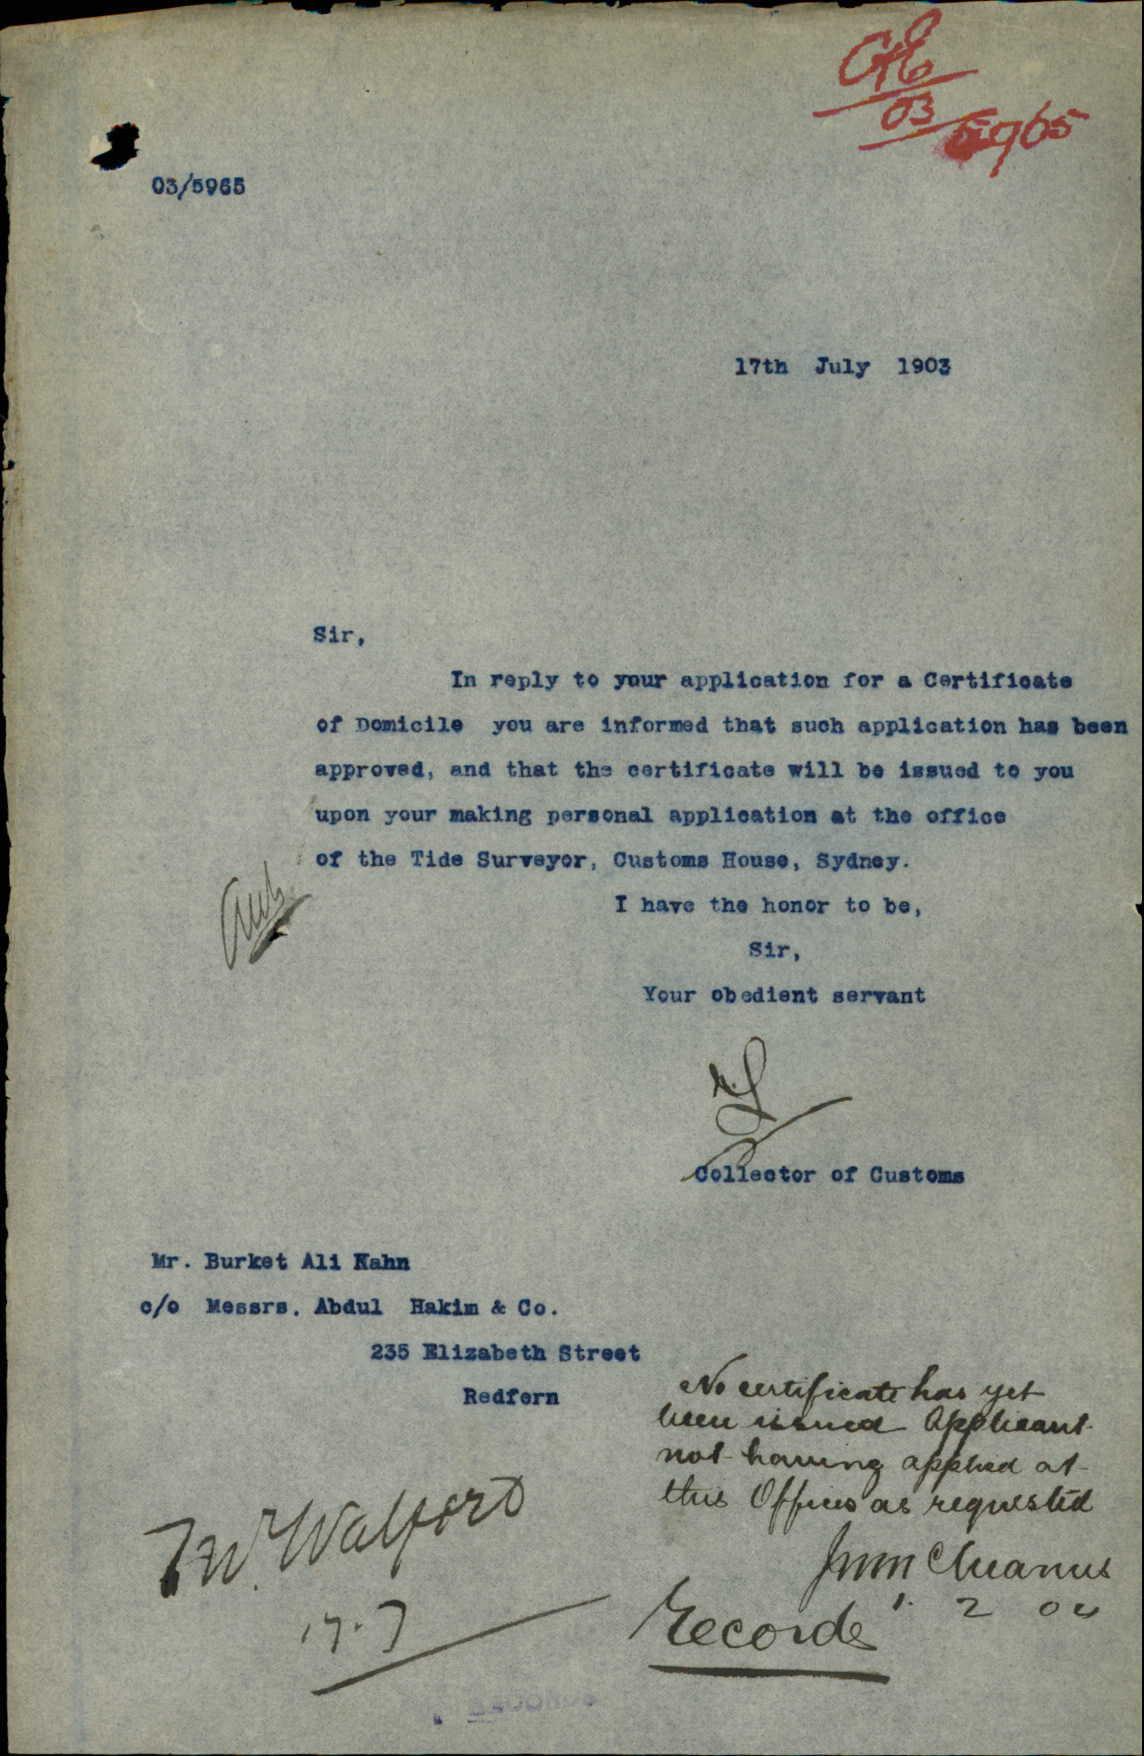 03
5965
03/5965
17th July 1903
Sir,
In reply to your application for a Certificate
of Domicile you are informed that such application has been
approved, and that the certificate will be issued to you
upon your making personal application at the office
of the Tide Surveyor, Customs House, Sydney.
I have the honor to be,
Sir,
Your obedient servant
Collector of Customs
Mr. Burket Ali Kahn
c/o Messrs. Abdul Hakim & Co.
235 Elizabeth Street
Redfern
No certificate has yet
been issued Applicant
not having applied at
this Office as requested
1. 2 04
Mr Walford
17.7
Records